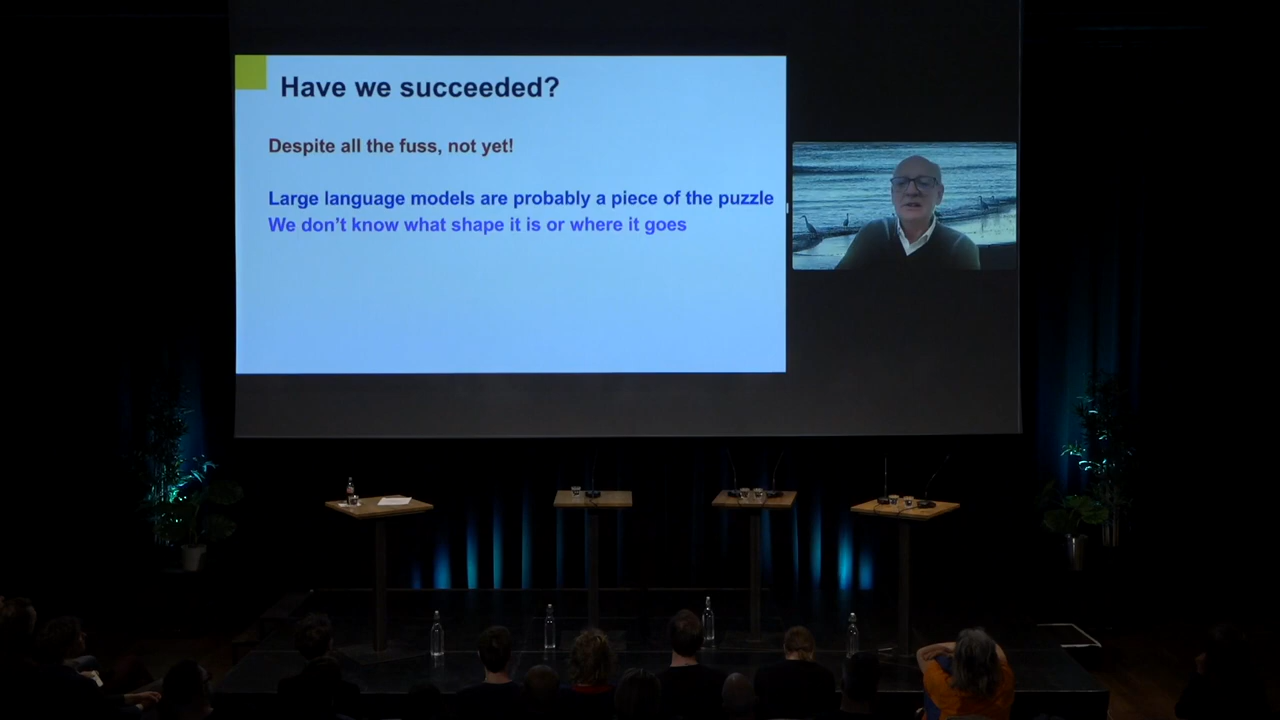 Have we succeeded?
Despite all the fuss, not yet!
Large language models are probably a piece of the puzzle
We don't know what shape it is or where it goes